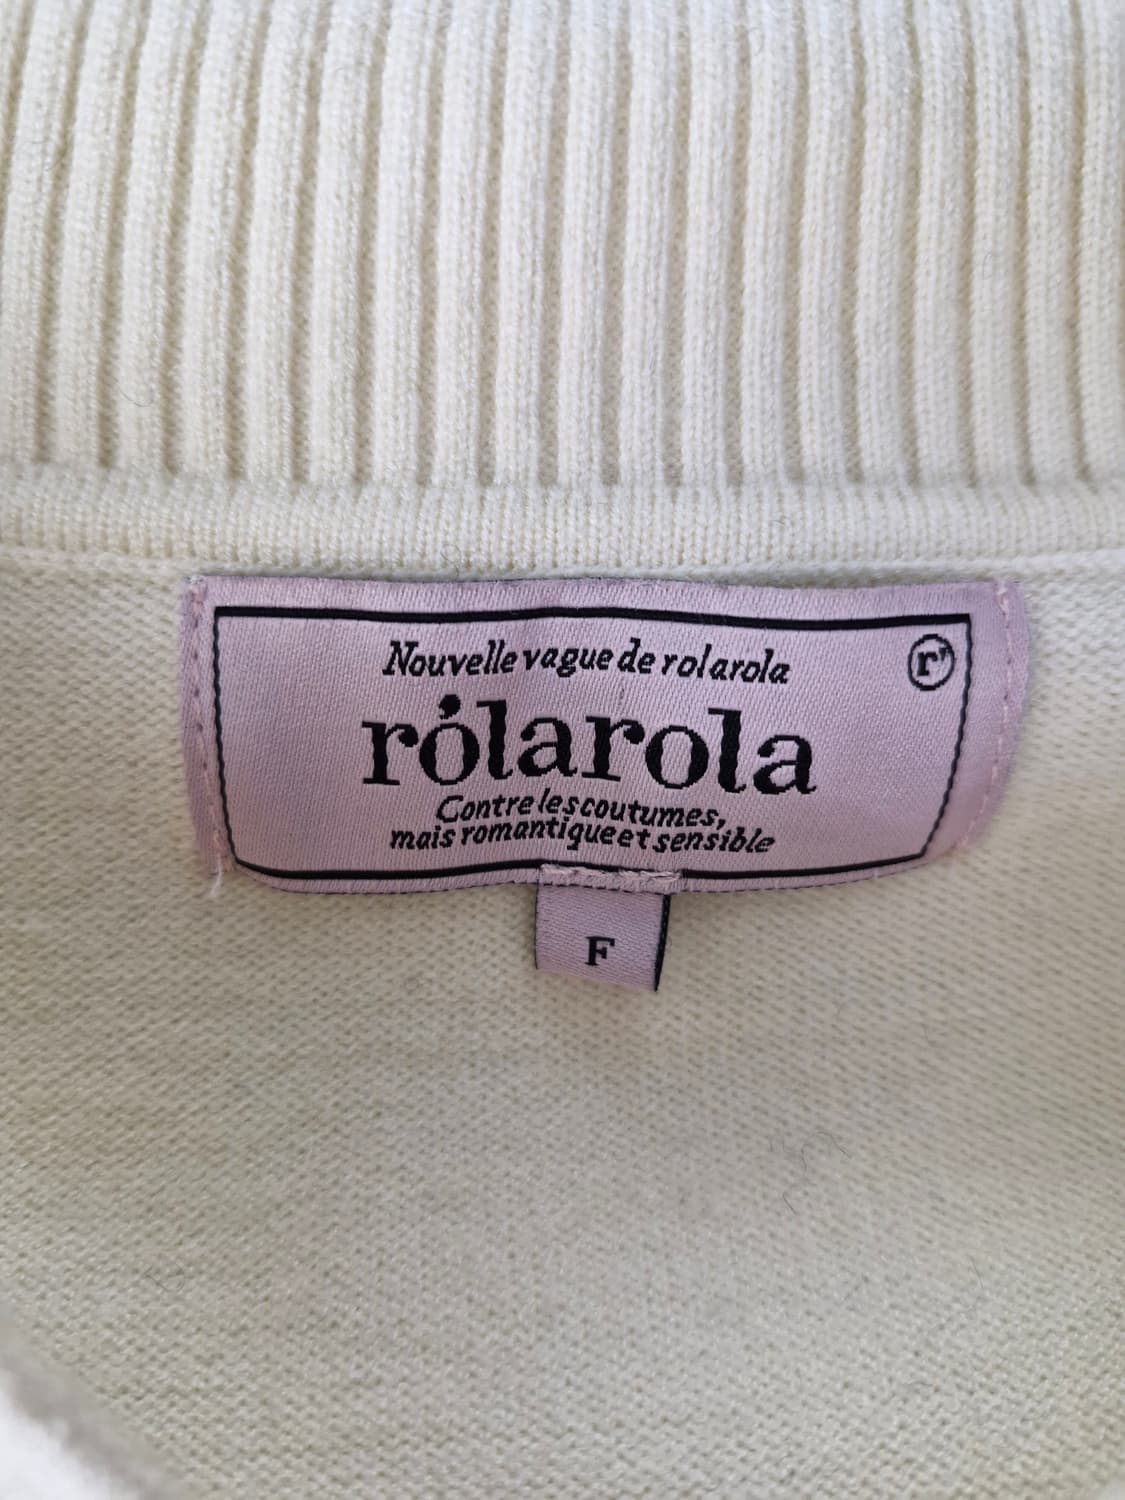 Nouvelle vague de rolarola
r'
rólarola
Contre les coutumes,
mais romantique et sensible
F